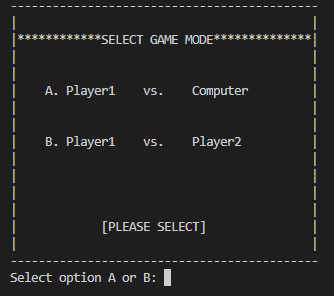 --------------------------------------------
|                                          |
|************SELECT GAME MODE**************|
|                                          |
|                                          |
|    A. Player1    vs.    Computer         |
|                                          |
|                                          |
|    B. Player1    vs.    Player2          |
|                                          |
|                                          |
|                                          |
|                                          |
|            [PLEASE SELECT]               |
|                                          |
--------------------------------------------
Select option A or B: